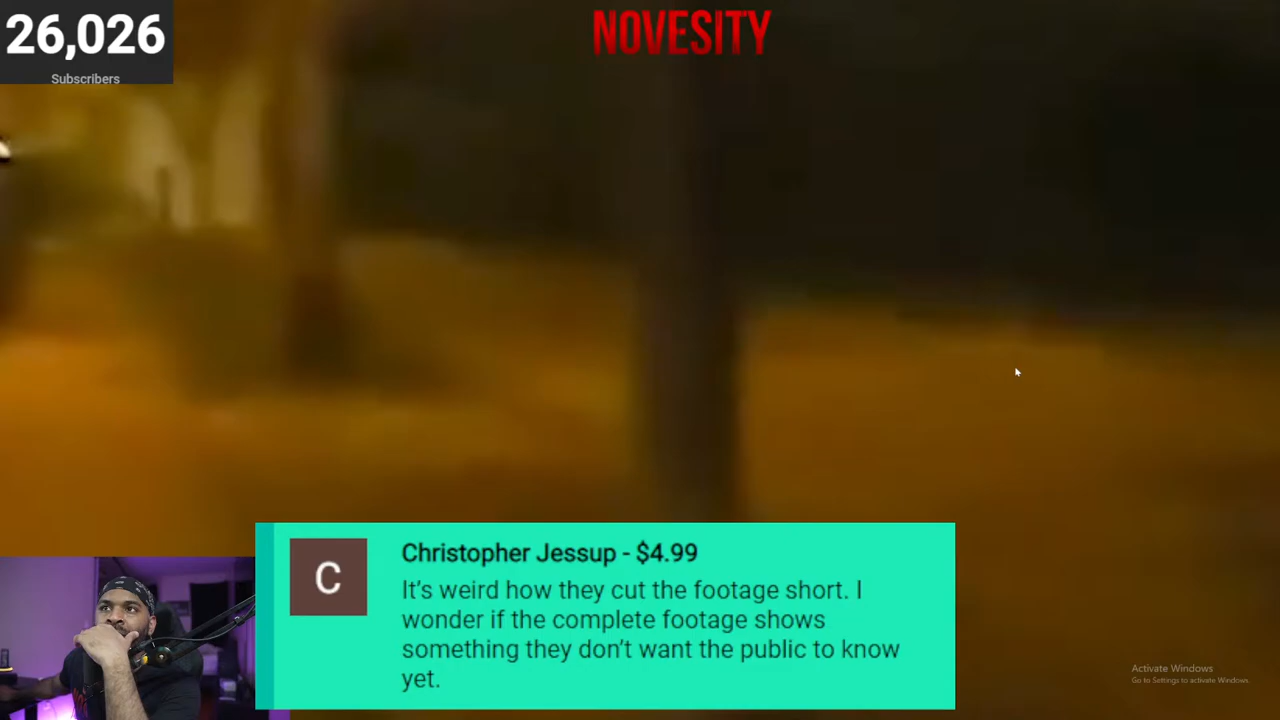 26,026
Subscribers
NOVESITY
C
Christopher Jessup - $4.99
It’s weird how they cut the footage short. I
wonder if the complete footage shows
something they don’t want the public to know
yet.
Activate Windows
Go to Settings to activate Windows.